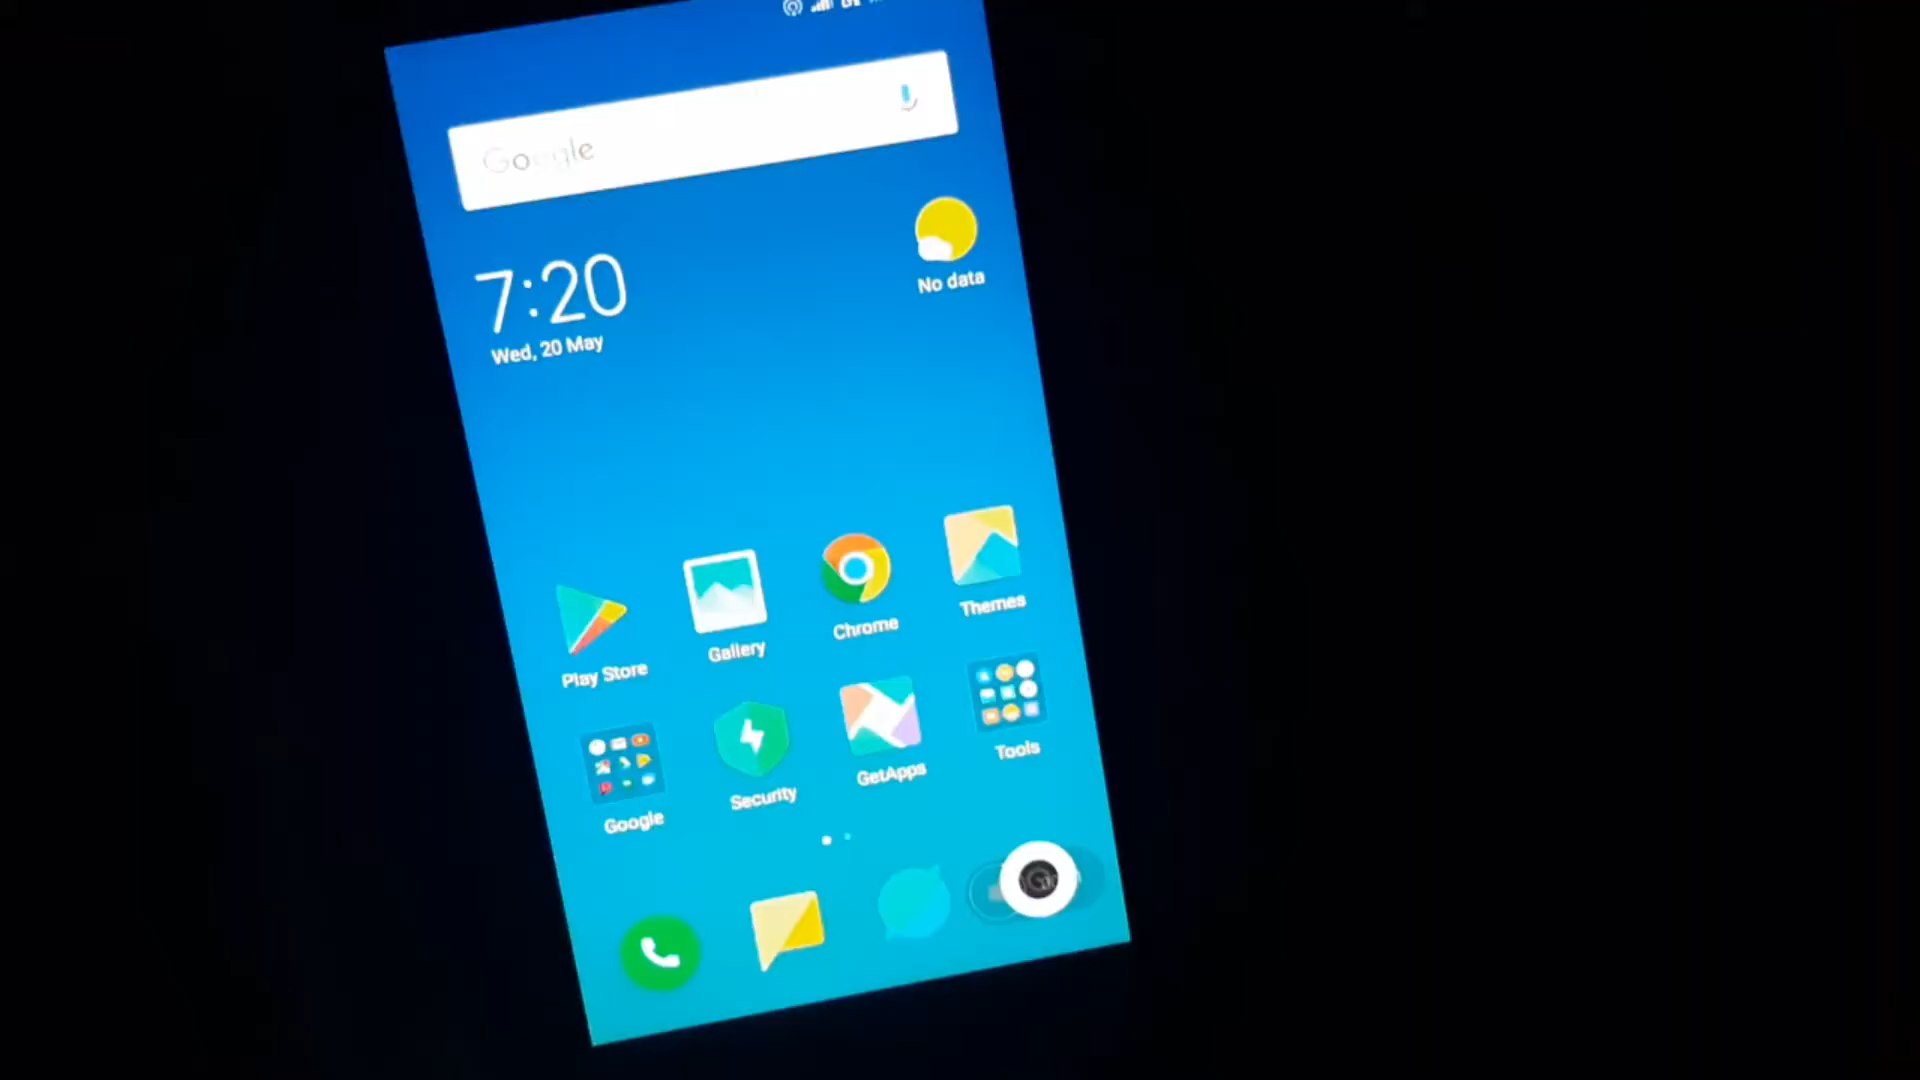 Google
7:20
Wed, 20 May
No data
Play Store
Gallery
Chrome
Themes
Google
Security
GetApps
Tools